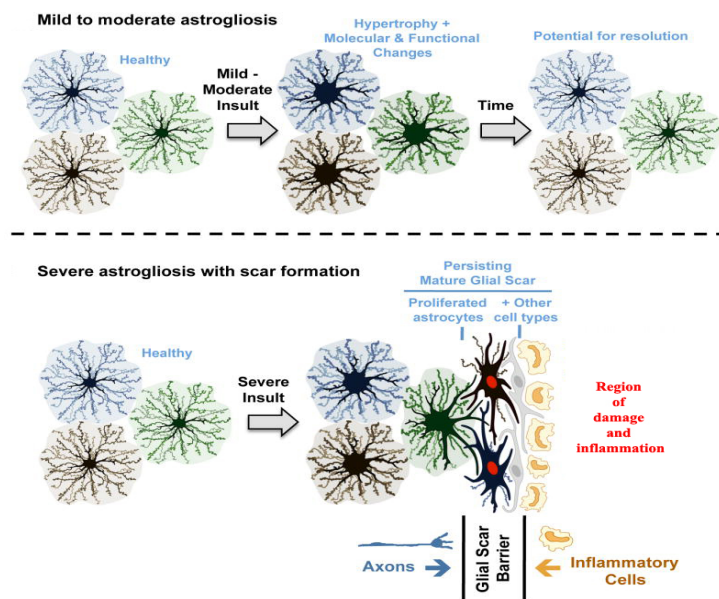 Mild to moderate astrogliosis
Healthy
Mild -
Moderate
Insult
Hypertrophy +
Molecular & Functional
Changes
Time
Potential for resolution
Severe astrogliosis with scar formation
Healthy
Severe
Insult
Persisting
Mature Glial Scar
Proliferated
astrocytes
+ Other
cell types
Region
of
damage
and
inflammation
Axons
Glial Scar
Barrier
Inflammatory
Cells